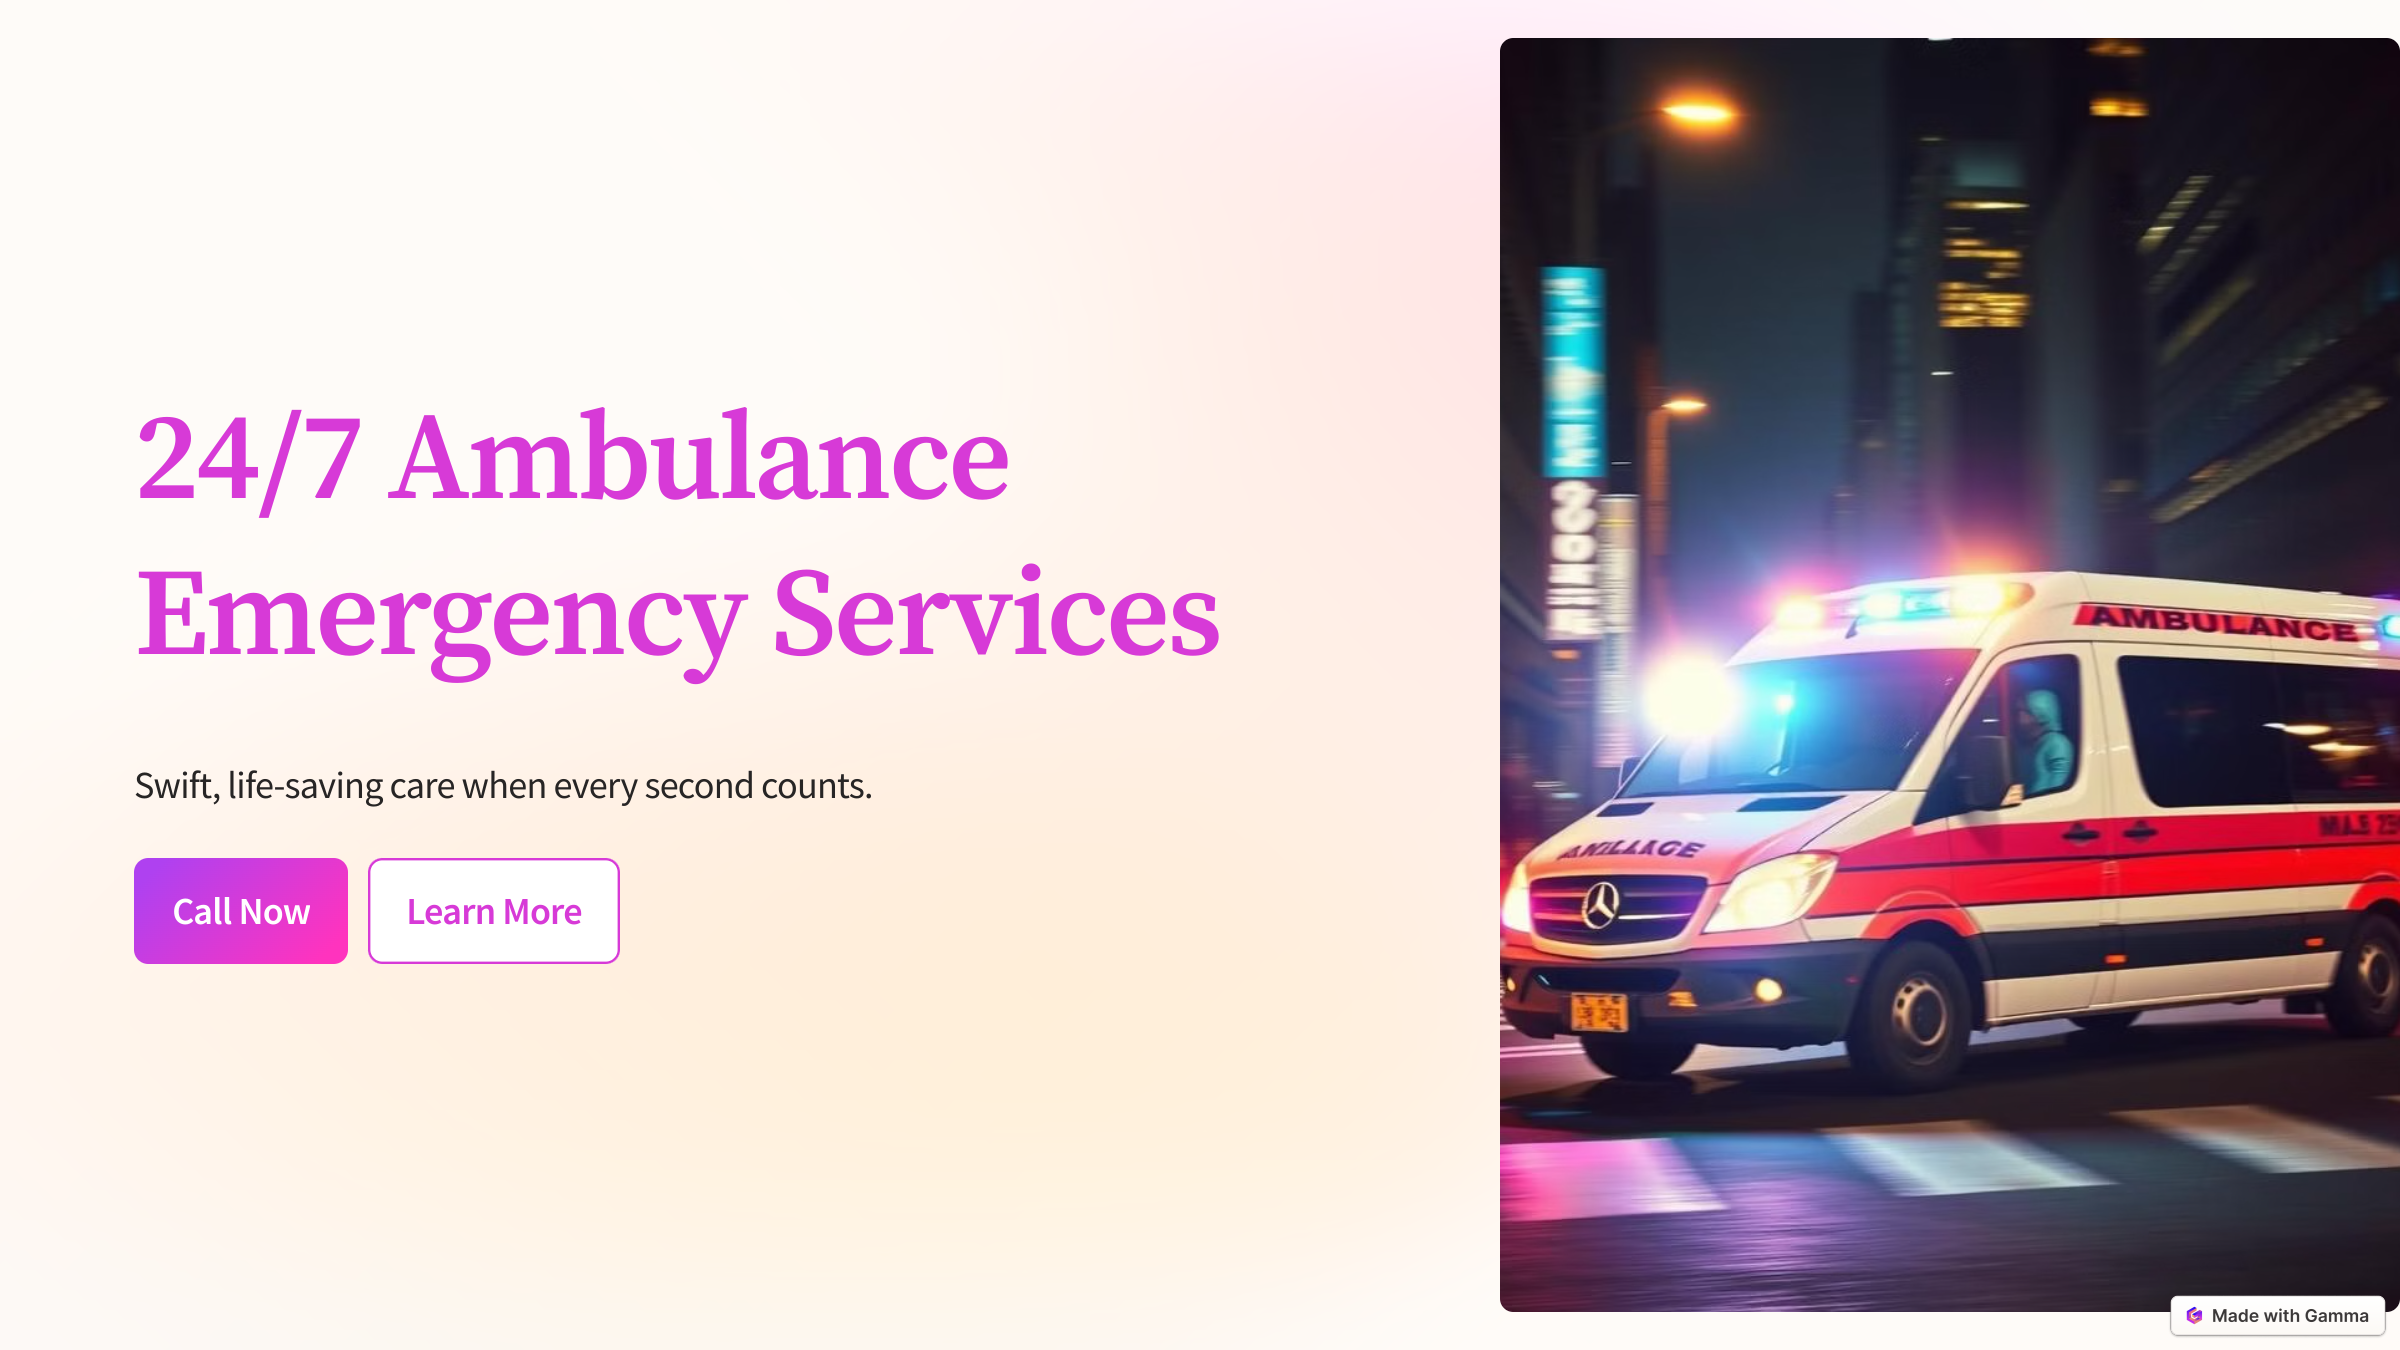 24/7 Ambulance
Emergency Services
Swift, life-saving care when every second counts.
Call Now
Learn More
AMBULANCE
ANILLAGE
Made with Gamma